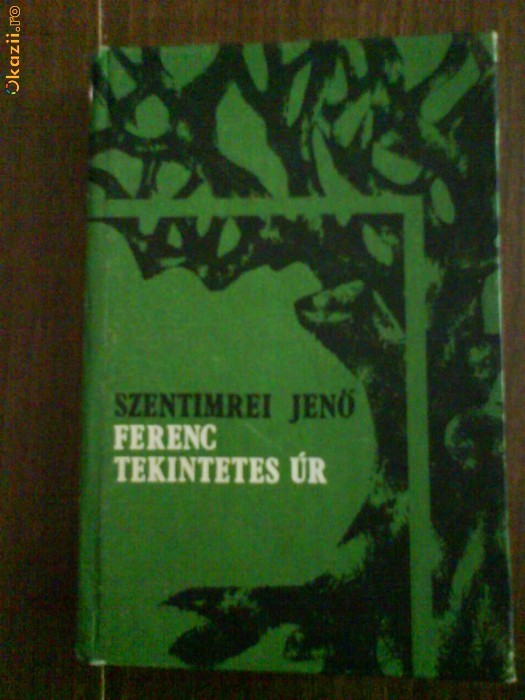 Okazii.ro
SZENTIMREI JENŐ
FERENC
TEKINTETES ÚR